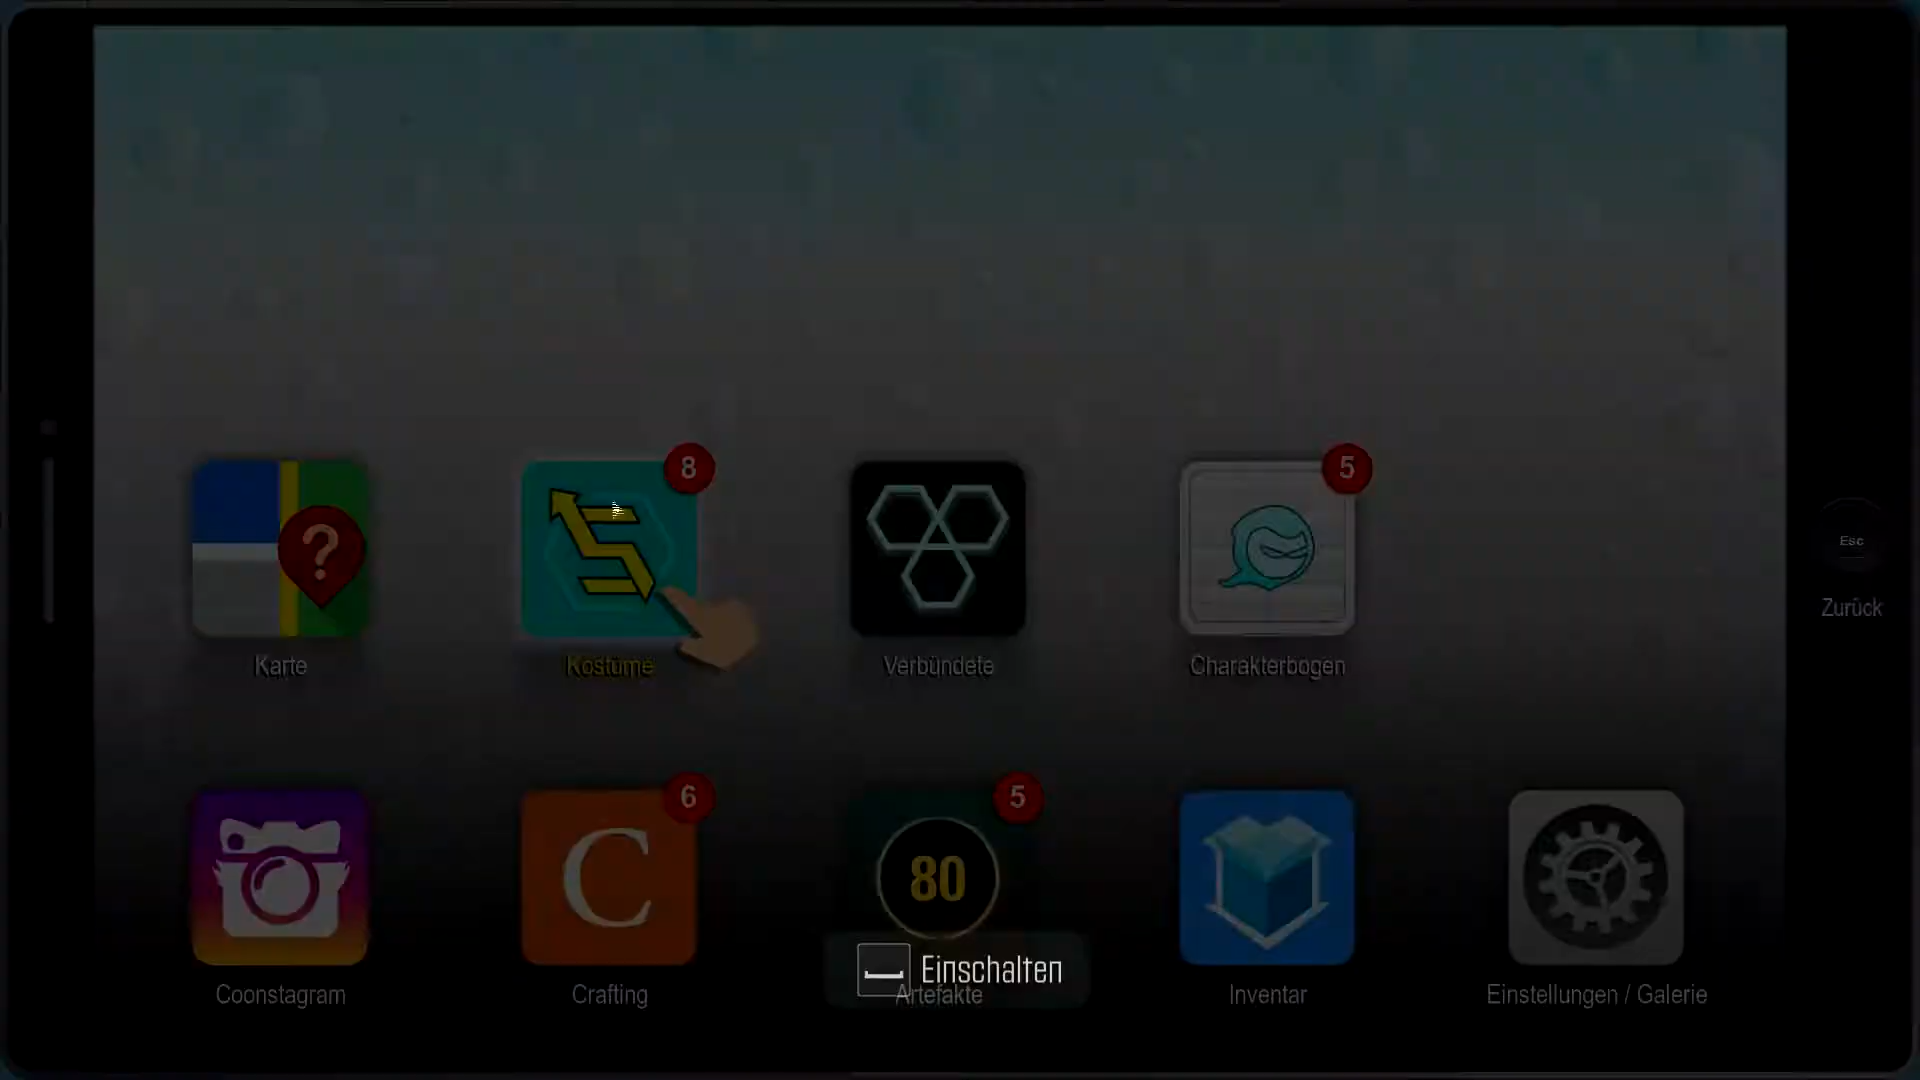 8
5
?
Esc
Karte
Kostüme
Verbündete
Charakterbogen
Zurück
6
5
C
80
Einschalten
Coonstagram
Crafting
Artefakte
Inventar
Einstellungen / Galerie